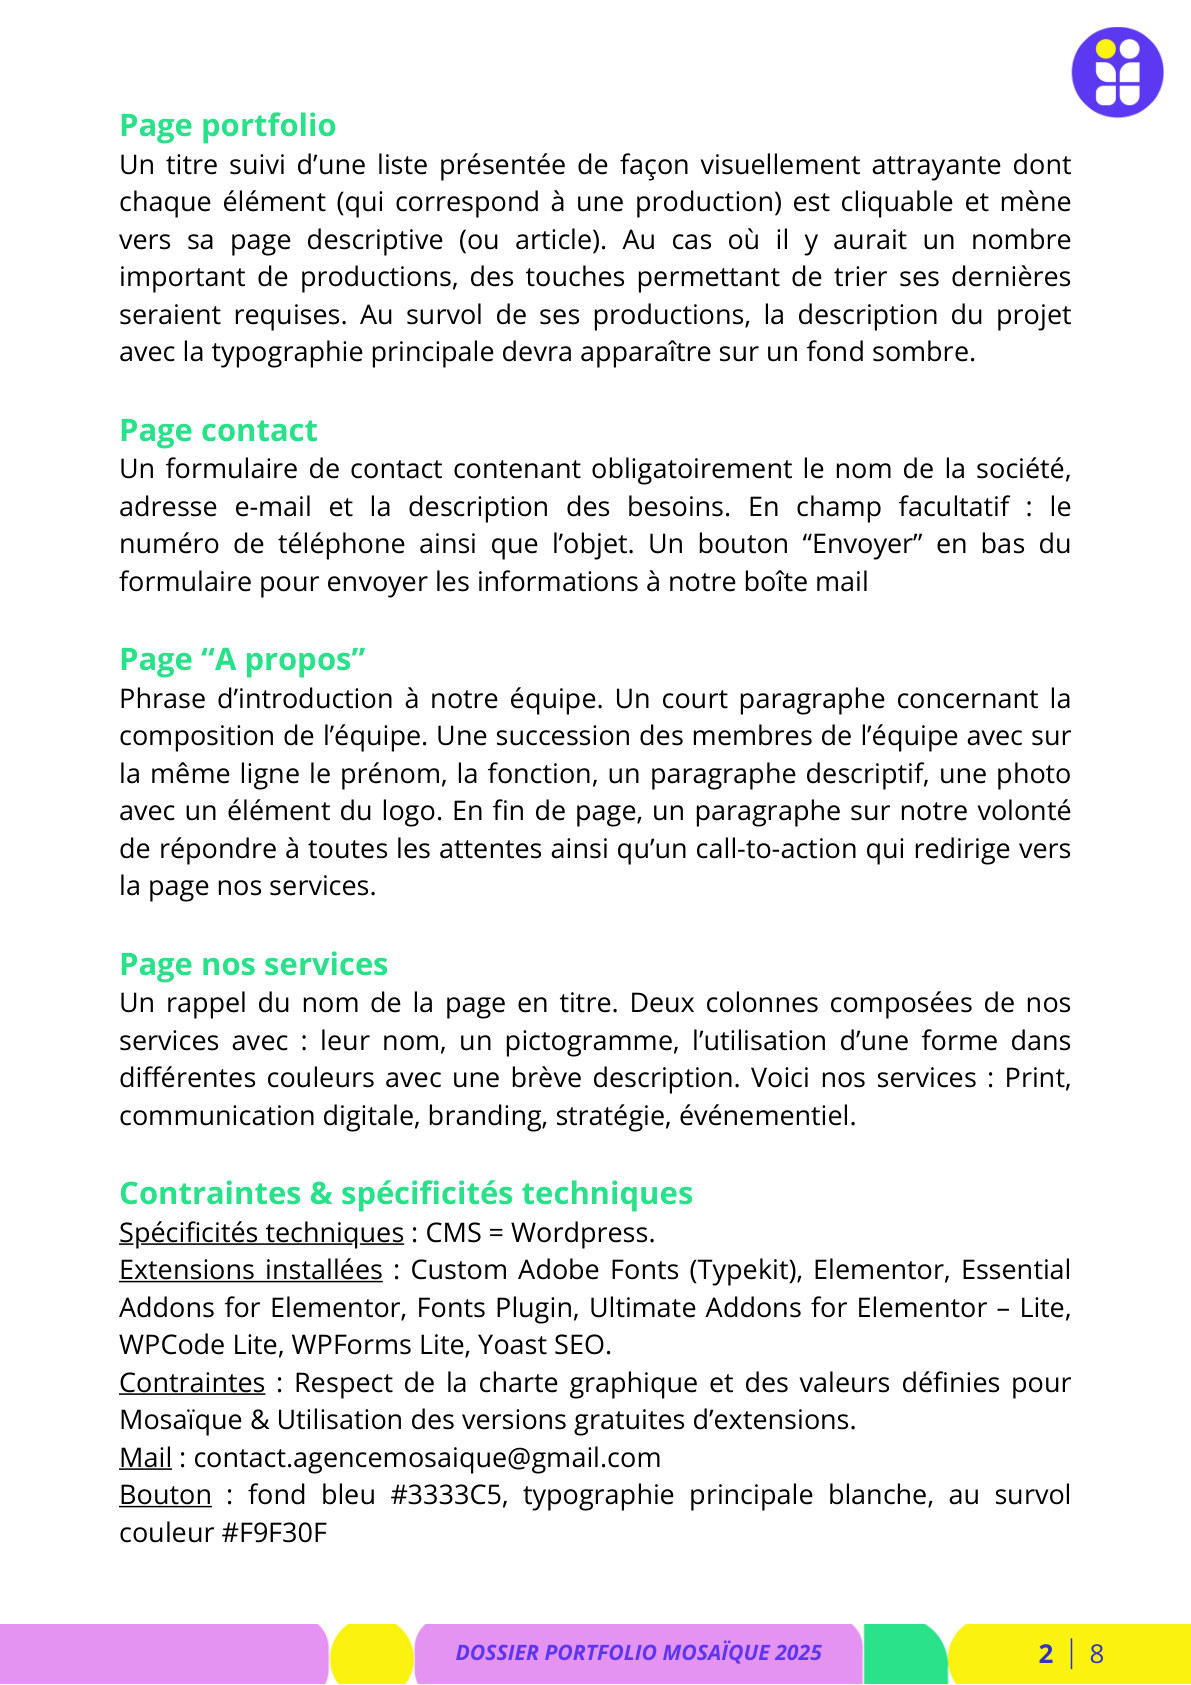 Page portfolio
Un titre suivi d’une liste présentée de façon visuellement attrayante dont
chaque élément (qui correspond à une production) est cliquable et mène
vers sa page descriptive (ou article). Au cas où il y aurait un nombre
important de productions, des touches permettant de trier ses dernières
seraient requises. Au survol de ses productions, la description du projet
avec la typographie principale devra apparaître sur un fond sombre.
Page contact
Un formulaire de contact contenant obligatoirement le nom de la société,
adresse e-mail et la description des besoins. En champ facultatif : le
numéro de téléphone ainsi que l’objet. Un bouton “Envoyer” en bas du
formulaire pour envoyer les informations à notre boîte mail
Page “A propos”
Phrase d’introduction à notre équipe. Un court paragraphe concernant la
composition de l’équipe. Une succession des membres de l’équipe avec sur
la même ligne le prénom, la fonction, un paragraphe descriptif, une photo
avec un élément du logo. En fin de page, un paragraphe sur notre volonté
de répondre à toutes les attentes ainsi qu’un call-to-action qui redirige vers
la page nos services.
Page nos services
Un rappel du nom de la page en titre. Deux colonnes composées de nos
services avec : leur nom, un pictogramme, l’utilisation d’une forme dans
différentes couleurs avec une brève description. Voici nos services : Print,
communication digitale, branding, stratégie, événementiel.
Contraintes & spécificités techniques
Spécificités techniques : CMS = Wordpress.
Extensions installées : Custom Adobe Fonts (Typekit), Elementor, Essential
Addons for Elementor, Fonts Plugin, Ultimate Addons for Elementor – Lite,
WPCode Lite, WPForms Lite, Yoast SEO.
Contraintes : Respect de la charte graphique et des valeurs définies pour
Mosaïque & Utilisation des versions gratuites d’extensions.
Mail : contact.agencemosaique@gmail.com
Bouton : fond bleu #3333C5, typographie principale blanche, au survol
couleur #F9F30F
DOSSIER PORTFOLIO MOSAÏQUE 2025
2 | 8